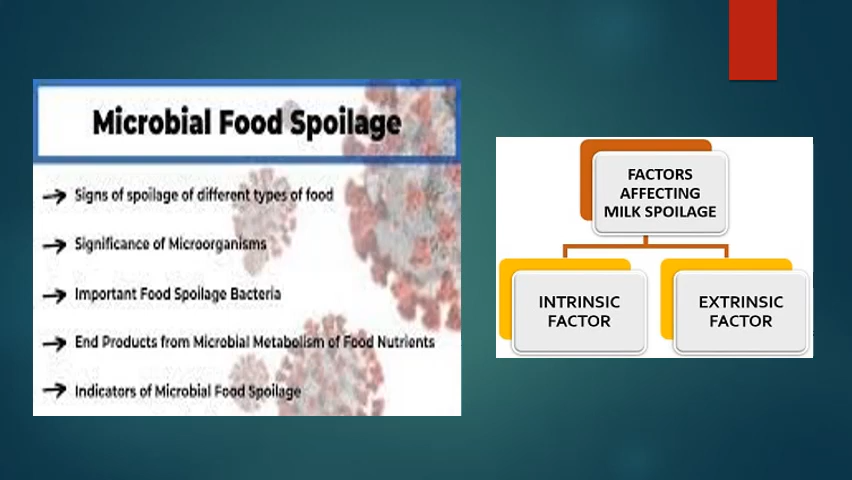 Microbial Food Spoilage
Signs of spoilage of different types of food
Significance of Microorganisms
Important Food Spoilage Bacteria
End Products from Microbial Metabolism of Food Nutrients
Indicators of Microbial Food Spoilage
FACTORS
AFFECTING
MILK SPOILAGE
INTRINSIC
FACTOR
EXTRINSIC
FACTOR